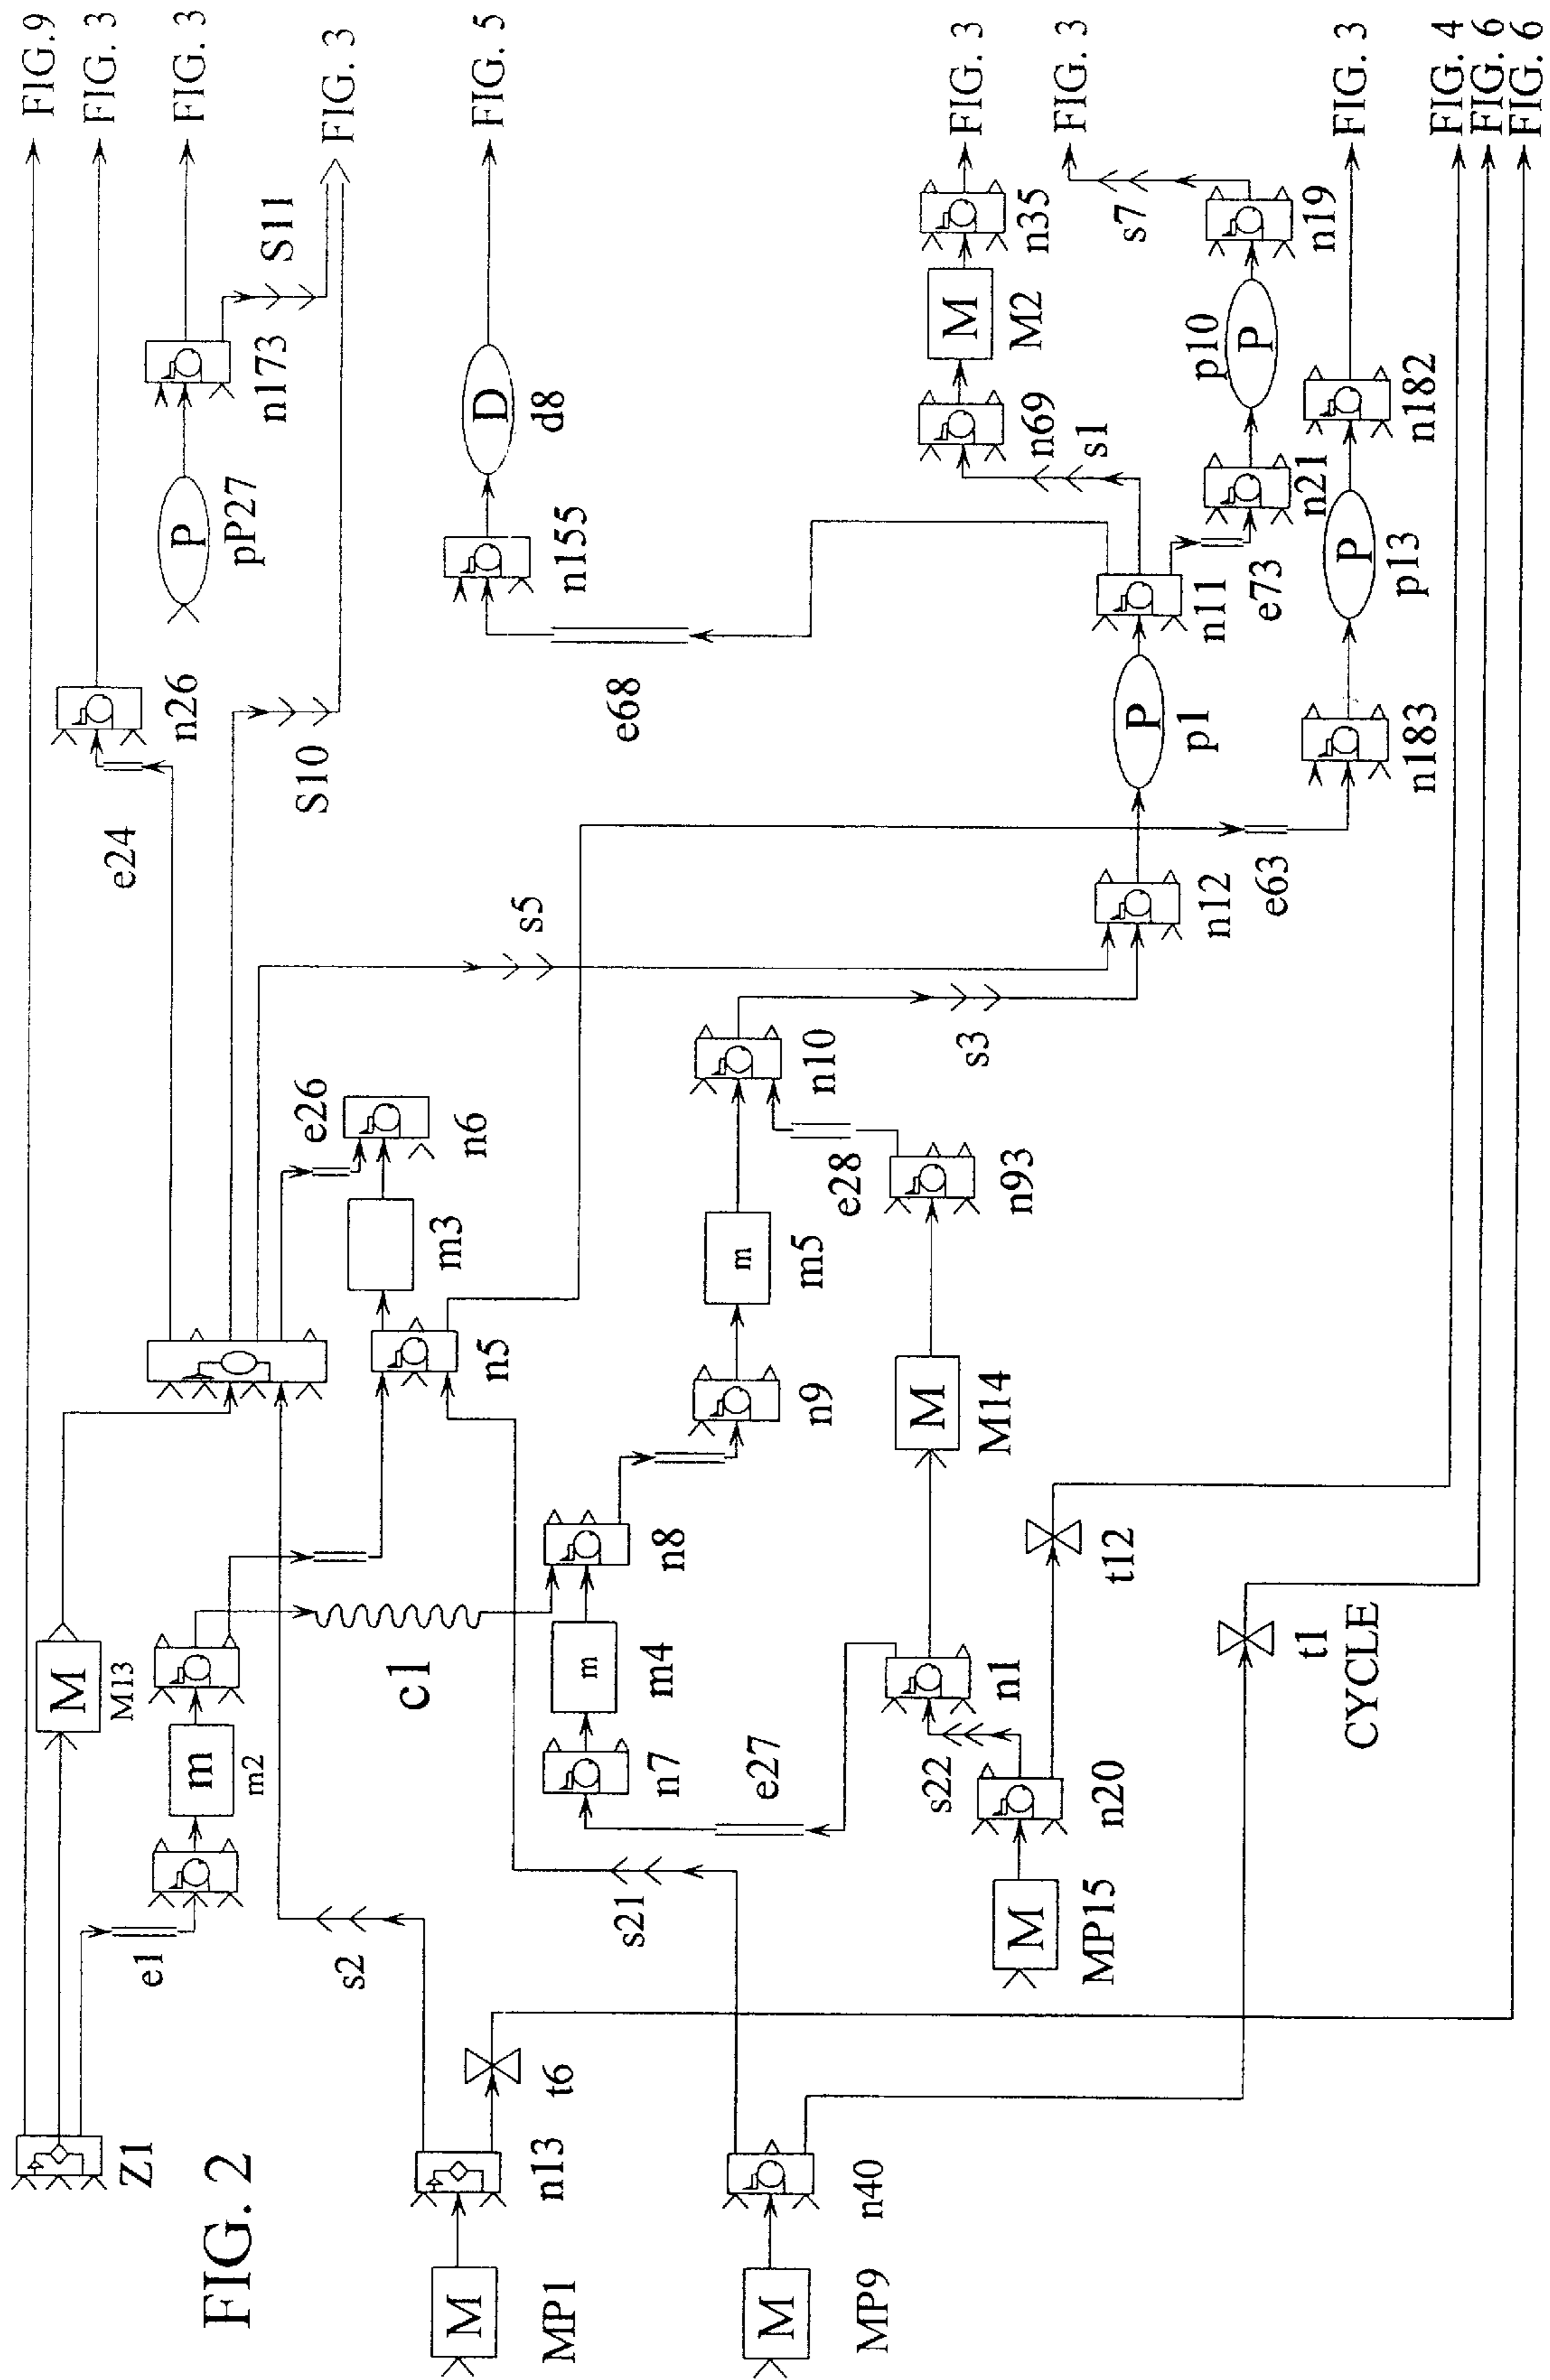 FIG. 2
FIG.9
FIG. 3
FIG. 3
FIG. 3
FIG. 5
FIG. 3
FIG. 3
FIG. 3
FIG. 4
FIG. 6
FIG. 6
Z1
M
M13
e1
m
m2
s2
c1
e24
n26
S10
P
pP27
n173
S11
e26
n6
m3
n5
s5
M
MP1
n13
t6
M
MP9
n40
s21
n7
m
m4
n8
e27
n9
m
m5
n10
s3
e28
n93
M
M14
n1
s22
M
MP15
n20
t12
t1
CYCLE
e68
n155
D
d8
n12
P
p1
n11
s1
n69
M
M2
n35
e73
n21
P
p10
n19
s7
e63
n183
P
p13
n182